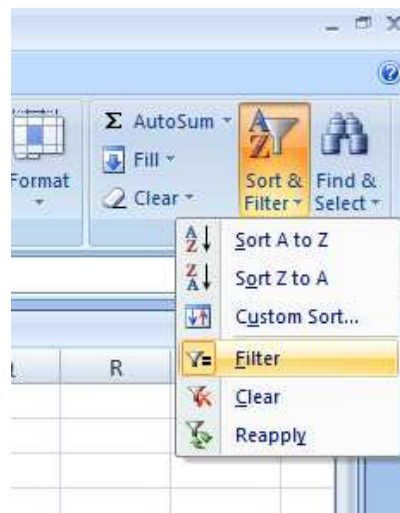 Σ AutoSum
Fill
Clear
Format
Sort &
Filter
Find &
Select
Sort A to Z
Sort Z to A
Custom Sort...
Filter
Clear
Reapply
R